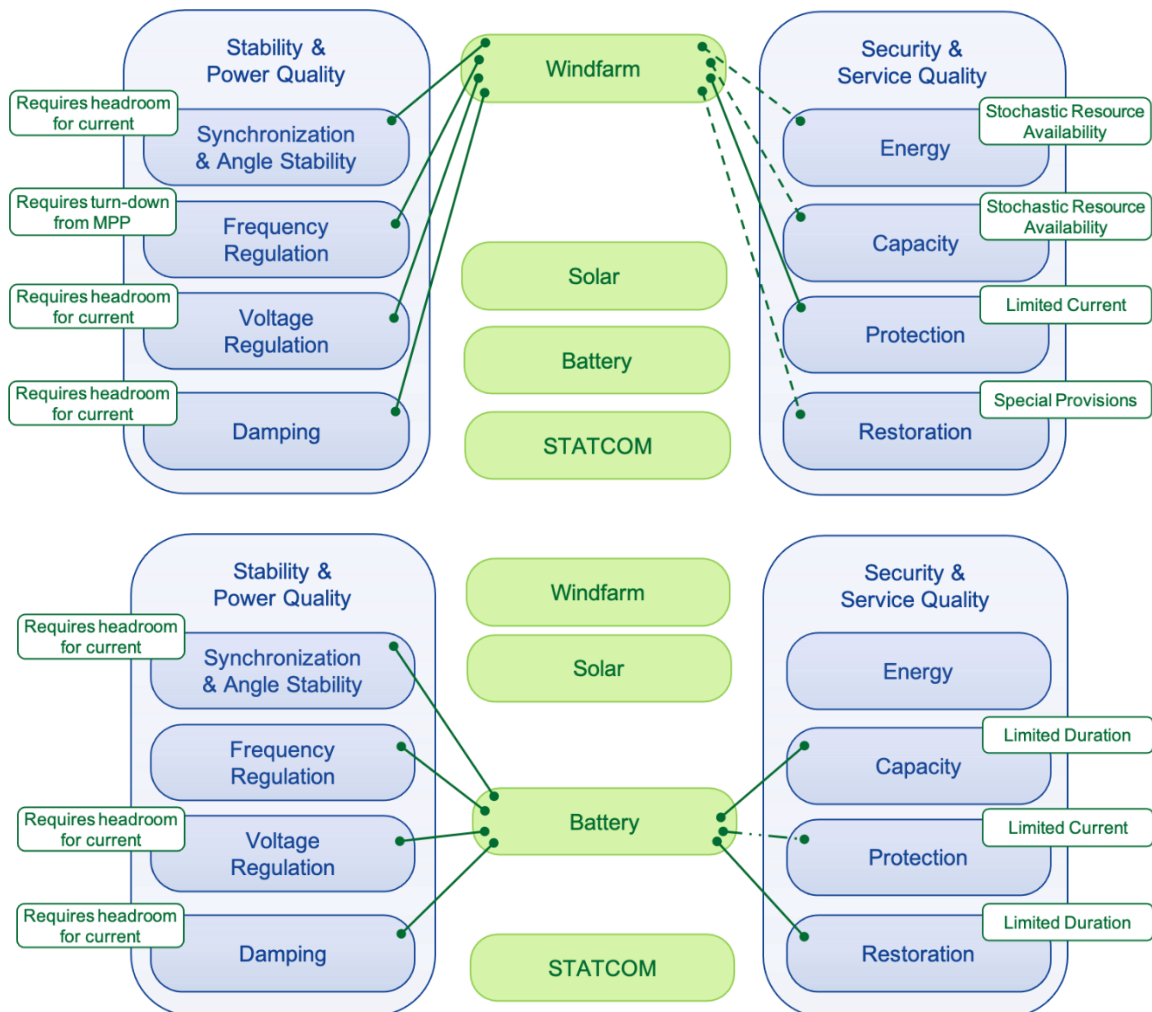 Stability &
Power Quality
Requires headroom
for current
Synchronization
& Angle Stability
Requires turn-down
from MPP
Frequency
Regulation
Requires headroom
for current
Voltage
Regulation
Requires headroom
for current
Damping
Windfarm
Solar
Battery
STATCOM
Security &
Service Quality
Stochastic Resource
Availability
Energy
Stochastic Resource
Availability
Capacity
Limited Current
Protection
Special Provisions
Restoration
Stability &
Power Quality
Requires headroom
for current
Synchronization
& Angle Stability
Frequency
Regulation
Requires headroom
for current
Voltage
Regulation
Requires headroom
for current
Damping
Windfarm
Solar
Battery
STATCOM
Security &
Service Quality
Energy
Limited Duration
Capacity
Limited Current
Protection
Limited Duration
Restoration